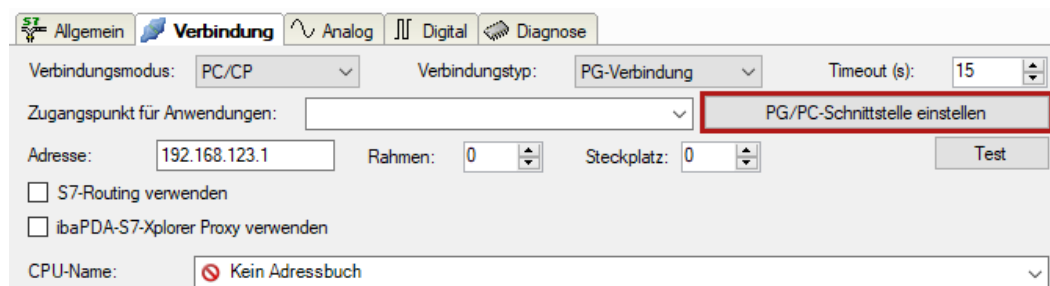 S7 Allgemein Verbindung Analog Digital Diagnose
Verbindungsmodus: PC/CP Verbindungstyp: PG-Verbindung Timeout (s): 15
Zugangspunkt für Anwendungen: PG/PC-Schnittstelle einstellen
Adresse: 192.168.123.1 Rahmen: 0 Steckplatz: 0 Test
S7-Routing verwenden
ibaPDA-S7-Xplorer Proxy verwenden
CPU-Name: Kein Adressbuch